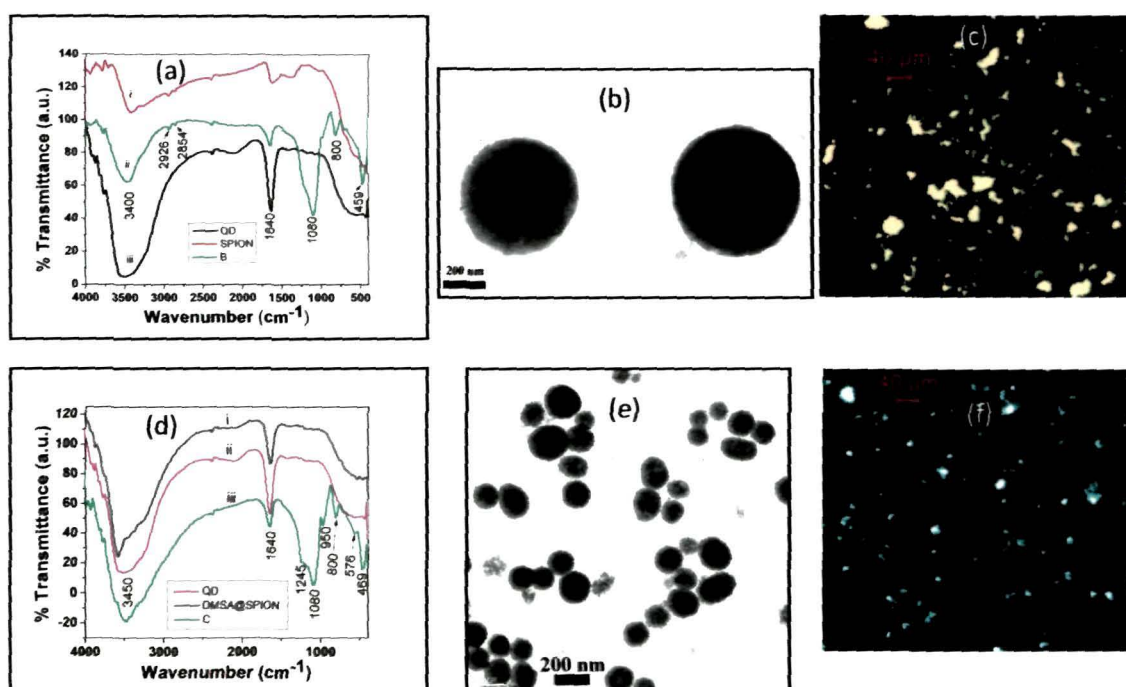 (a)
% Transmittance (a.u.)
140
120
100
80
60
40
20
0
i
ii
iii
3400
2926
2854
1640
1080
800
459
QD
SPION
B
4000 3500 3000 2500 2000 1500 1000 500
Wavenumber (cm-1)
(b)
200 nm
(c)
µm
(d)
% Transmittance (a.u.)
120
100
80
60
40
20
0
-20
i
ii
iii
3450
1640
1245
1080
950
800
576
469
QD
DMSA@SPION
C
4000 3000 2000 1000
Wavenumber (cm-1)
(e)
200 nm
(f)
µm